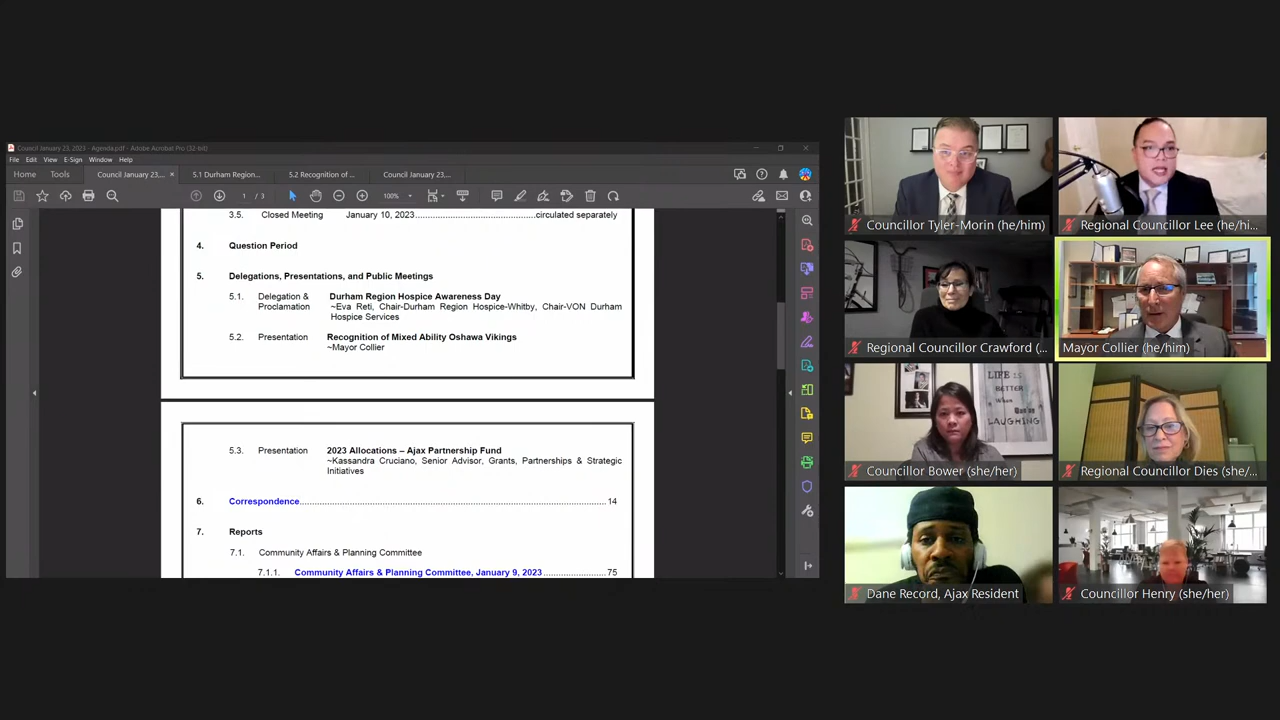 Council January 23, 2023 - Agenda.pdf - Adobe Acrobat Pro (32-bit)
File Edit View E-Sign Window Help
Home Tools Council January 23,... × 5.1 Durham Region... 5.2 Recognition of ... Council January 23,...
1 / 3 100%
3.5. Closed Meeting January 10, 2023..............................................circulated separately
4. Question Period
5. Delegations, Presentations, and Public Meetings
5.1. Delegation & Durham Region Hospice Awareness Day
Proclamation ~Eva Reti, Chair-Durham Region Hospice-Whitby, Chair-VON Durham
Hospice Services
5.2. Presentation Recognition of Mixed Ability Oshawa Vikings
~Mayor Collier
5.3. Presentation 2023 Allocations – Ajax Partnership Fund
~Kassandra Cruciano, Senior Advisor, Grants, Partnerships & Strategic
Initiatives
6. Correspondence.................................................................................................................. 14
7. Reports
7.1. Community Affairs & Planning Committee
7.1.1. Community Affairs & Planning Committee, January 9, 2023........................ 75
Councillor Tyler-Morin (he/him)
Regional Councillor Lee (he/hi...
Regional Councillor Crawford (...
Mayor Collier (he/him)
LIFE is
BETTER
When
You're
LAUGHING
Councillor Bower (she/her)
Regional Councillor Dies (she/...
Dane Record, Ajax Resident
Councillor Henry (she/her)